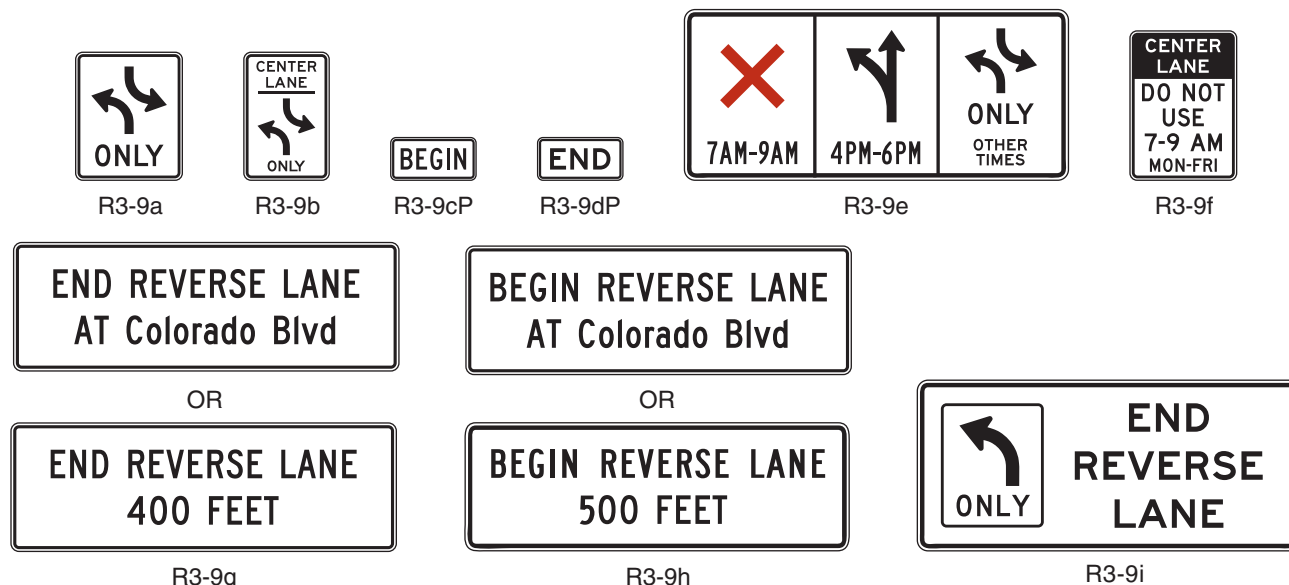 ONLY
R3-9a
CENTER
LANE
ONLY
R3-9b
BEGIN
R3-9cP
END
R3-9dP
7AM-9AM
4PM-6PM
ONLY
OTHER
TIMES
R3-9e
CENTER
LANE
DO NOT
USE
7-9 AM
MON-FRI
R3-9f
END REVERSE LANE
AT Colorado Blvd
OR
END REVERSE LANE
400 FEET
R3-9g
BEGIN REVERSE LANE
AT Colorado Blvd
OR
BEGIN REVERSE LANE
500 FEET
R3-9h
ONLY
END
REVERSE
LANE
R3-9i